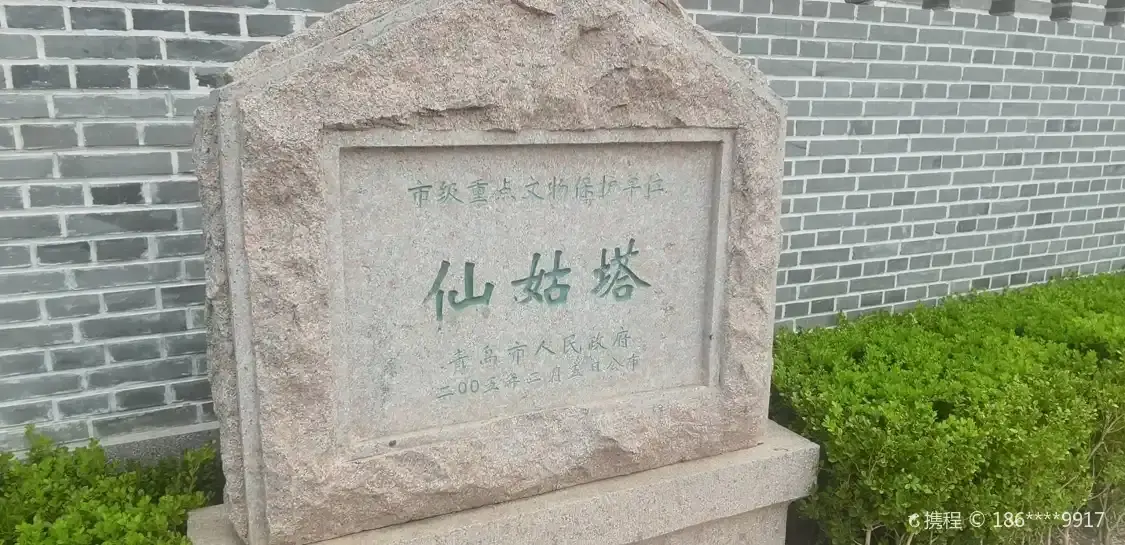 市级重点文物保护单位
仙姑塔
青岛市人民政府
二00五年二月五日公布
携程 © 186****9917